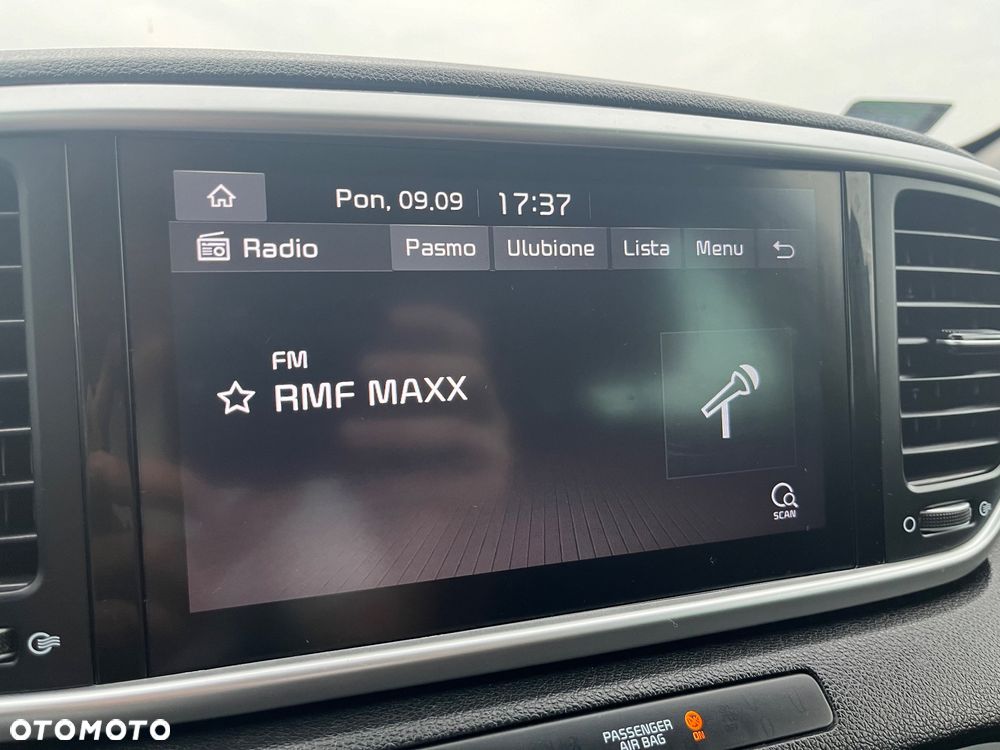 Pon, 09.09 17:37
Radio Pasmo Ulubione Lista Menu
FM
RMF MAXX
SCAN
PASSENGER
AIR BAG
ON
OTOMOTO